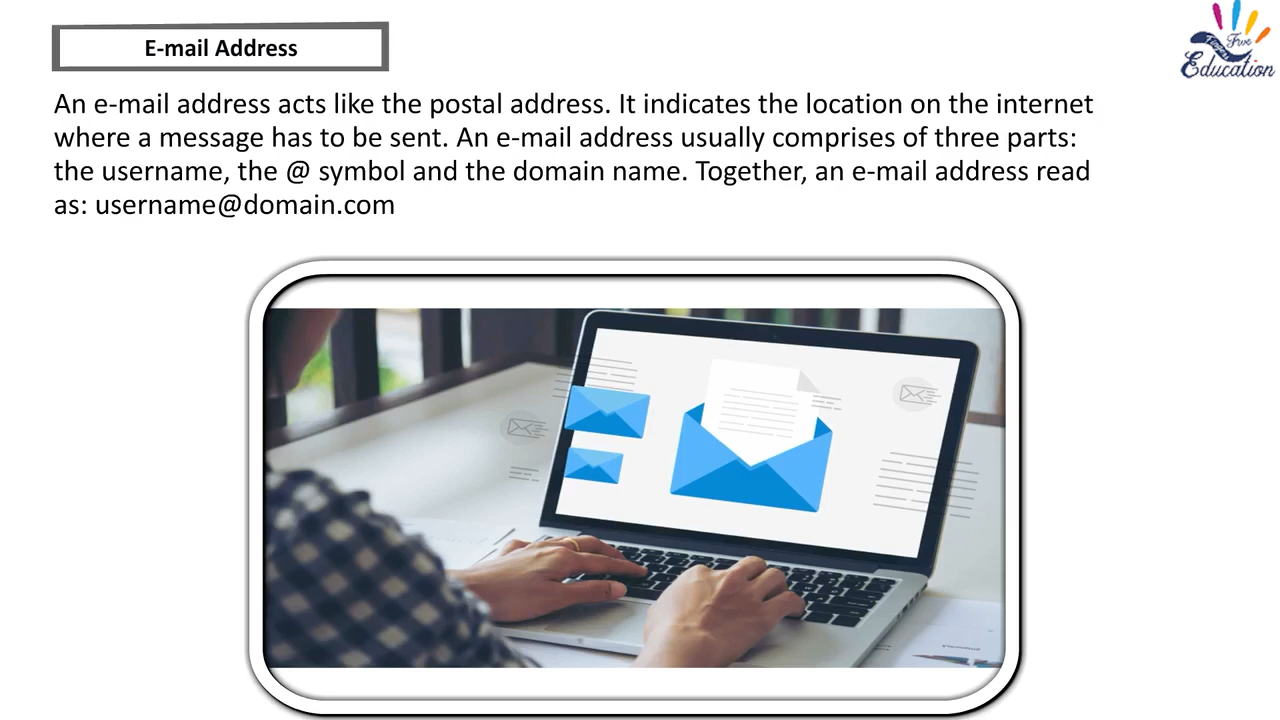 E-mail Address
Five
Fingers
Education
An e-mail address acts like the postal address. It indicates the location on the internet
where a message has to be sent. An e-mail address usually comprises of three parts:
the username, the @ symbol and the domain name. Together, an e-mail address read
as: username@domain.com